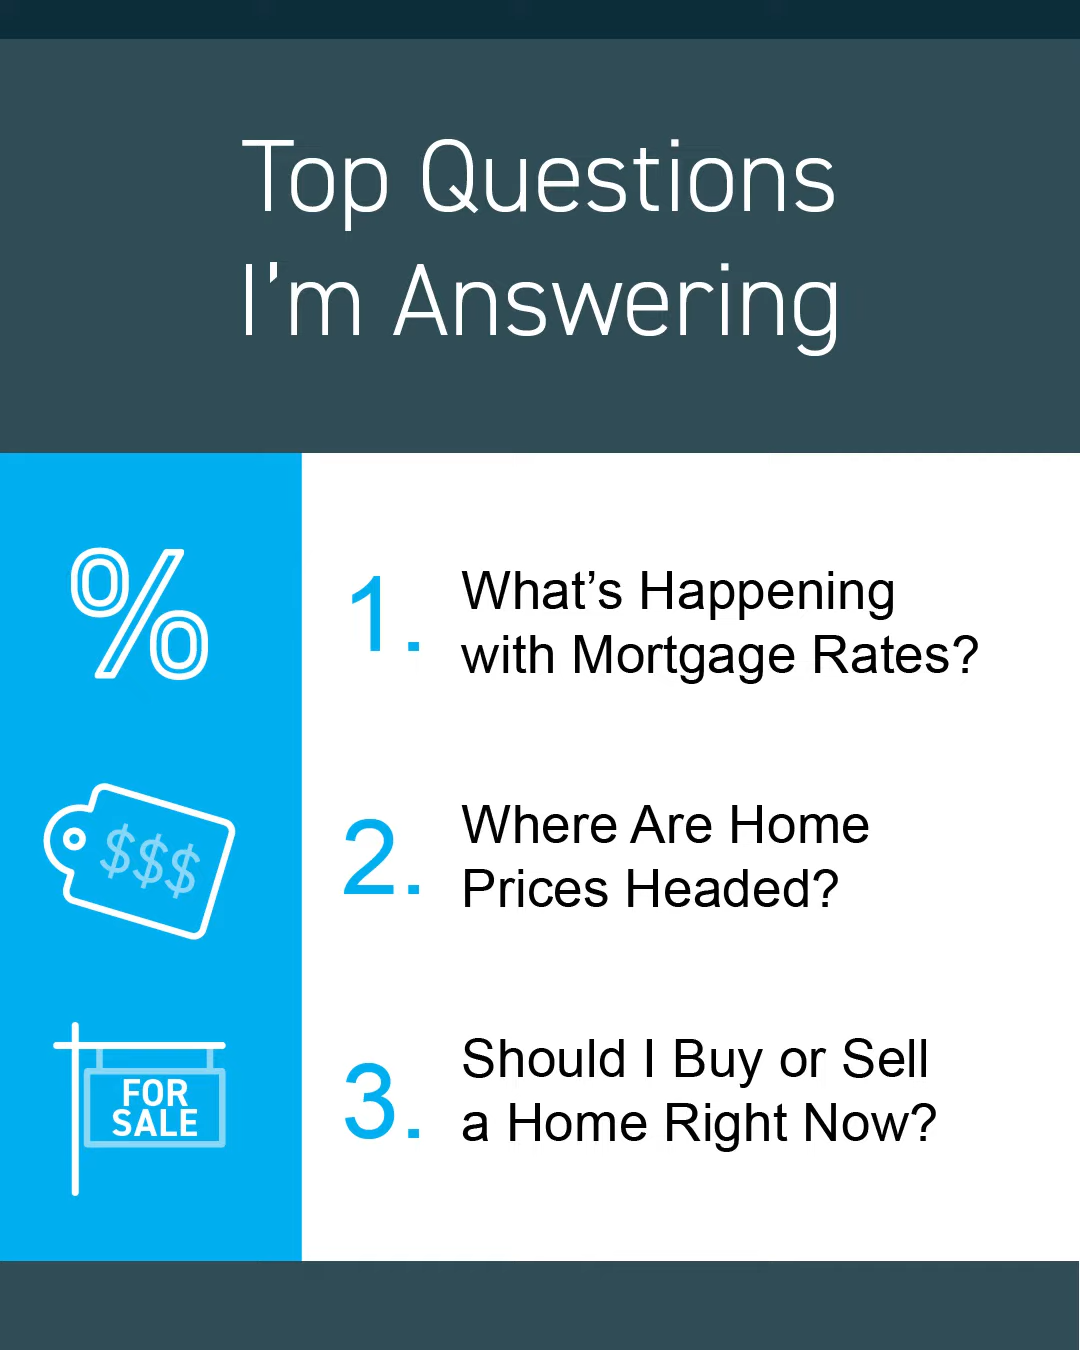 Top Questions
I’m Answering
%
1. What’s Happening
with Mortgage Rates?
$$$
2. Where Are Home
Prices Headed?
FOR
SALE
3. Should I Buy or Sell
a Home Right Now?